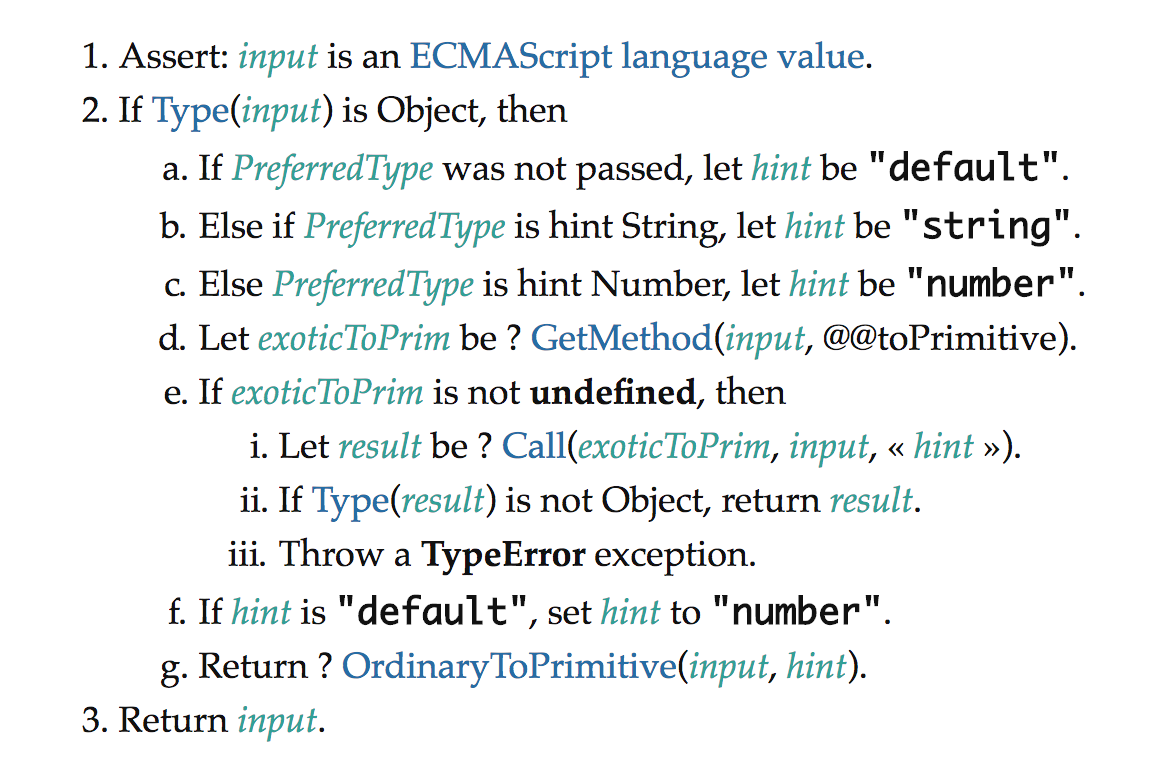 1. Assert: input is an ECMAScript language value.
2. If Type(input) is Object, then
a. If PreferredType was not passed, let hint be "default".
b. Else if PreferredType is hint String, let hint be "string".
c. Else PreferredType is hint Number, let hint be "number".
d. Let exoticToPrim be ? GetMethod(input, @@toPrimitive).
e. If exoticToPrim is not undefined, then
i. Let result be ? Call(exoticToPrim, input, « hint »).
ii. If Type(result) is not Object, return result.
iii. Throw a TypeError exception.
f. If hint is "default", set hint to "number".
g. Return ? OrdinaryToPrimitive(input, hint).
3. Return input.